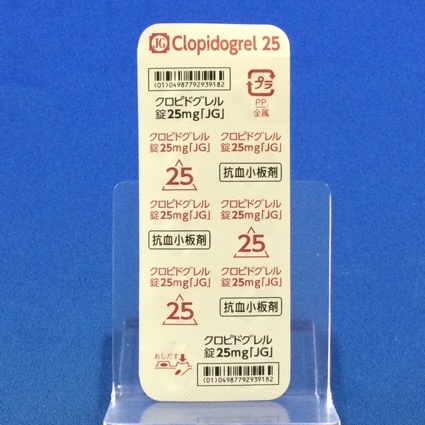 JG Clopidogrel 25
(01)04987792939182
プラ
PP,
金属
クロピドグレル
錠25mg「JG」
クロピドグレル
錠25mg「JG」
クロピドグレル
錠25mg「JG」
25
抗血小板剤
クロピドグレル
錠25mg「JG」
クロピドグレル
錠25mg「JG」
抗血小板剤
25
クロピドグレル
錠25mg「JG」
クロピドグレル
錠25mg「JG」
25
抗血小板剤
おしだす
クロピドグレル
錠25mg「JG」
(01)04987792939182